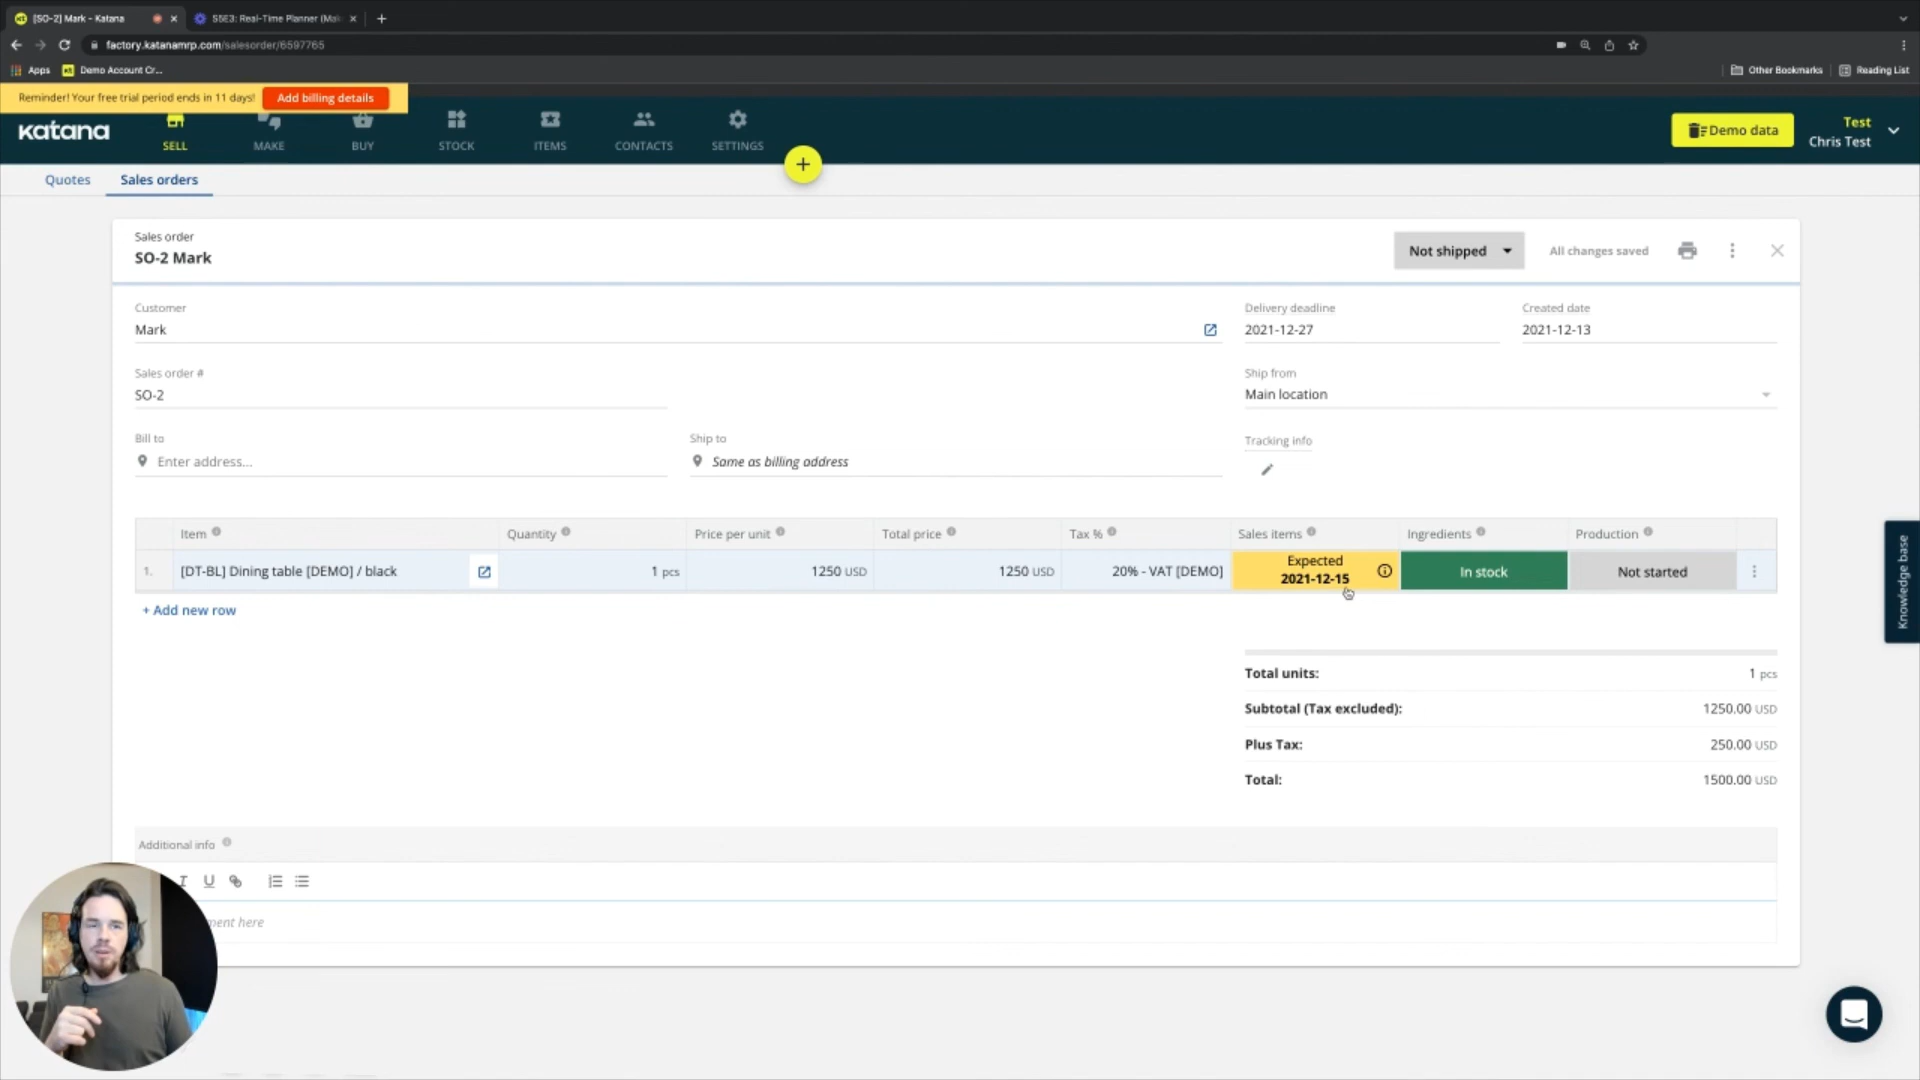 [SO-2] Mark - Katana
S5E3: Real-Time Planner (Mak
factory.katanamrp.com/salesorder/6597765
Apps
Demo Account Cr...
Other Bookmarks
Reading List
Reminder! Your free trial period ends in 11 days!
Add billing details
katana
SELL
MAKE
BUY
STOCK
ITEMS
CONTACTS
SETTINGS
Demo data
Test
Chris Test
Quotes
Sales orders
Sales order
SO-2 Mark
Not shipped
All changes saved
Customer
Mark
Delivery deadline
2021-12-27
Created date
2021-12-13
Sales order #
SO-2
Ship from
Main location
Bill to
Enter address...
Ship to
Same as billing address
Tracking info
Item
Quantity
Price per unit
Total price
Tax %
Sales items
Ingredients
Production
1.
[DT-BL] Dining table [DEMO] / black
1 pcs
1250 USD
1250 USD
20% - VAT [DEMO]
Expected
2021-12-15
In stock
Not started
+ Add new row
Total units:
1 pcs
Subtotal (Tax excluded):
1250.00 USD
Plus Tax:
250.00 USD
Total:
1500.00 USD
Additional info
ment here
Knowledge base